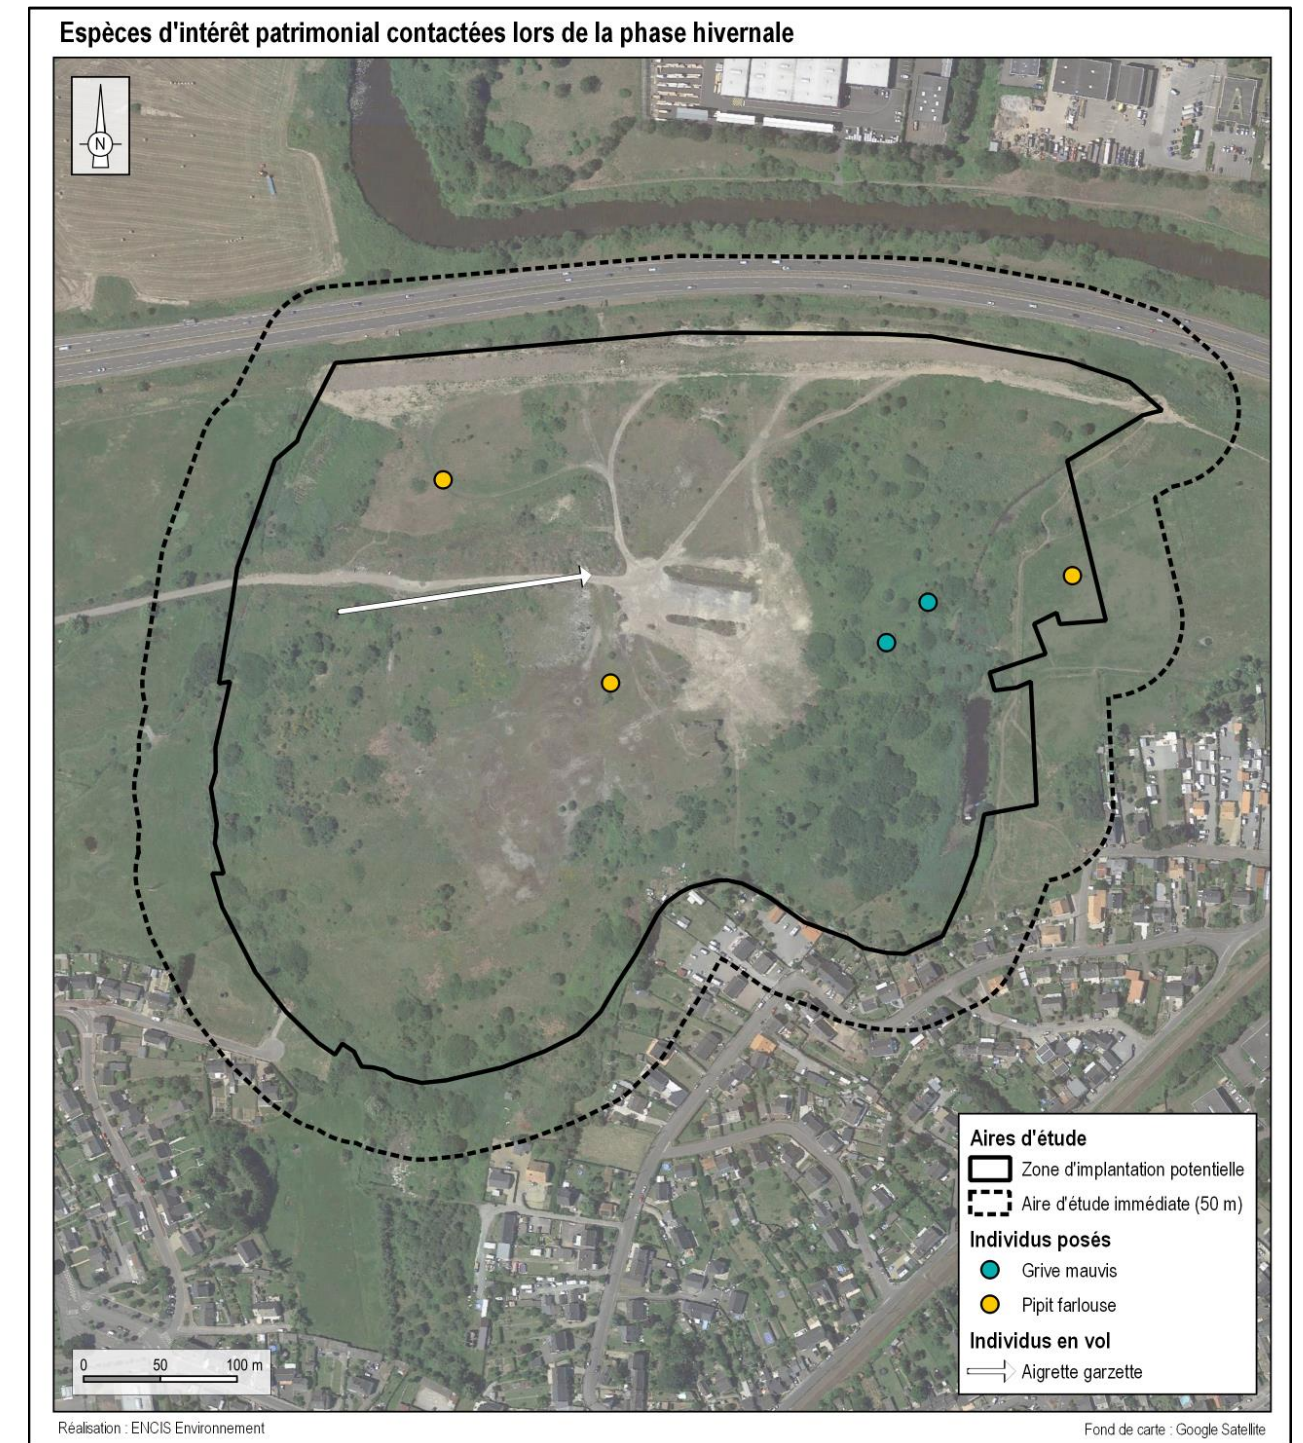 Espèces d'intérêt patrimonial contactées lors de la phase hivernale
N
Aires d'étude
Zone d'implantation potentielle
Aire d'étude immédiate (50 m)
Individus posés
Grive mauvis
Pipit farlouse
Individus en vol
Aigrette garzette
0 50 100 m
Réalisation : ENCIS Environnement
Fond de carte : Google Satellite